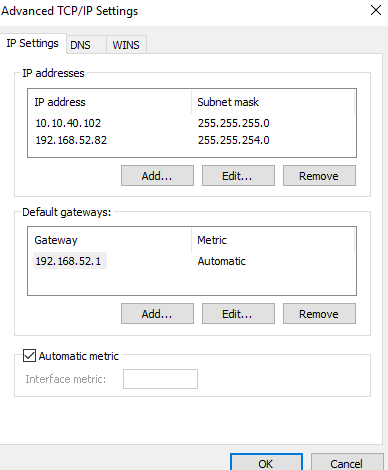 Advanced TCP/IP Settings
IP Settings DNS WINS
IP addresses
IP address Subnet mask
10.10.40.102 255.255.255.0
192.168.52.82 255.255.254.0
Add... Edit... Remove
Default gateways:
Gateway Metric
192.168.52.1 Automatic
Add... Edit... Remove
Automatic metric
Interface metric:
OK Cancel